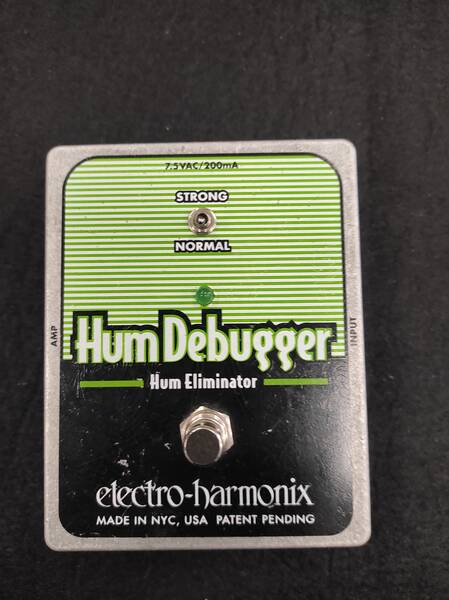 7.5VAC/200mA
STRONG
NORMAL
AMP
INPUT
Hum Debugger
Hum Eliminator
electro-harmonix
MADE IN NYC, USA PATENT PENDING